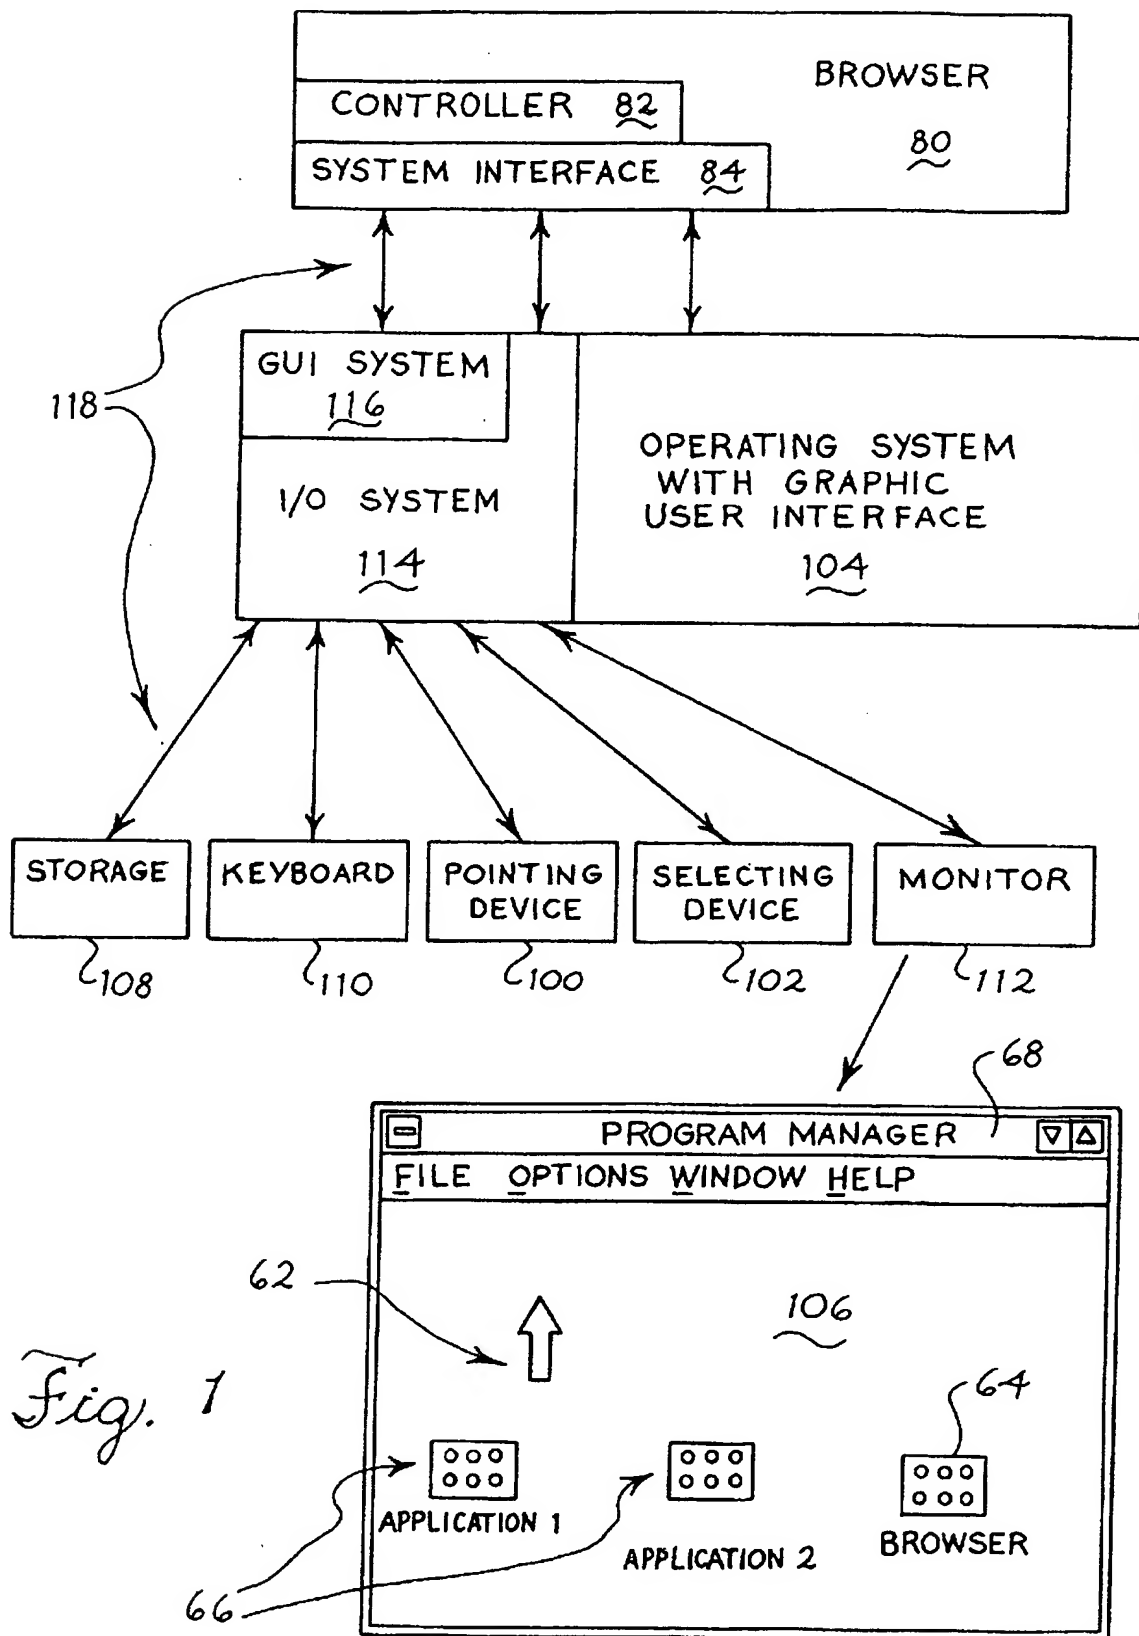 BROWSER
80
CONTROLLER 82
SYSTEM INTERFACE 84
118
GUI SYSTEM
116
I/O SYSTEM
114
OPERATING SYSTEM
WITH GRAPHIC
USER INTERFACE
104
STORAGE
108
KEYBOARD
110
POINTING
DEVICE
100
SELECTING
DEVICE
102
MONITOR
112
68
PROGRAM MANAGER
FILE OPTIONS WINDOW HELP
62
106
64
Fig. 1
APPLICATION 1
APPLICATION 2
BROWSER
66